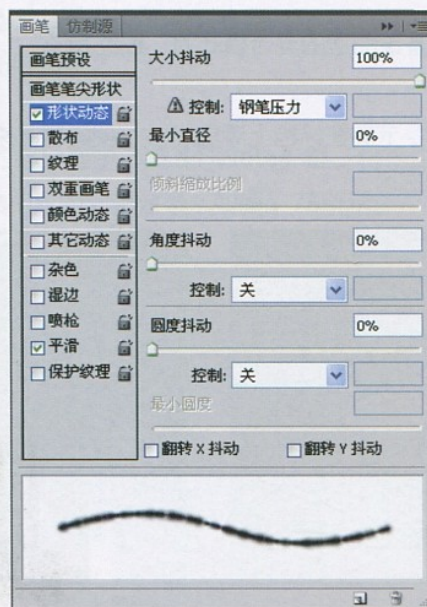 画笔 仿制源
画笔预设
画笔笔尖形状
形状动态
散布
纹理
双重画笔
颜色动态
其它动态
杂色
湿边
喷枪
平滑
保护纹理
大小抖动 100%
控制: 钢笔压力
最小直径 0%
倾斜缩放比例
角度抖动 0%
控制: 关
圆度抖动 0%
控制: 关
最小圆度
翻转 X 抖动 翻转 Y 抖动